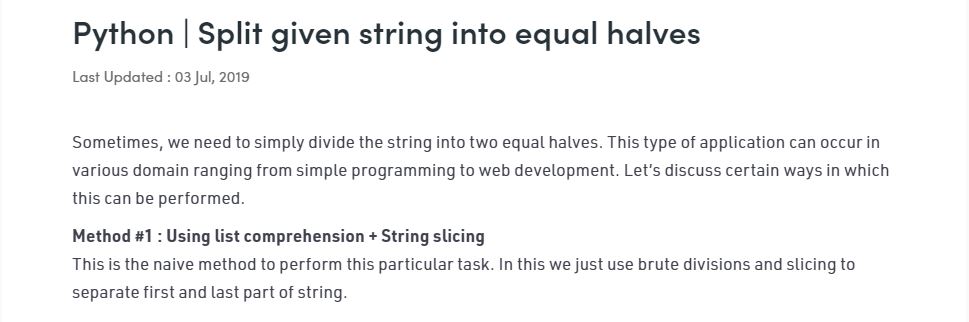 Python | Split given string into equal halves
Last Updated : 03 Jul, 2019
Sometimes, we need to simply divide the string into two equal halves. This type of application can occur in
various domain ranging from simple programming to web development. Let’s discuss certain ways in which
this can be performed.
Method #1 : Using list comprehension + String slicing
This is the naive method to perform this particular task. In this we just use brute divisions and slicing to
separate first and last part of string.